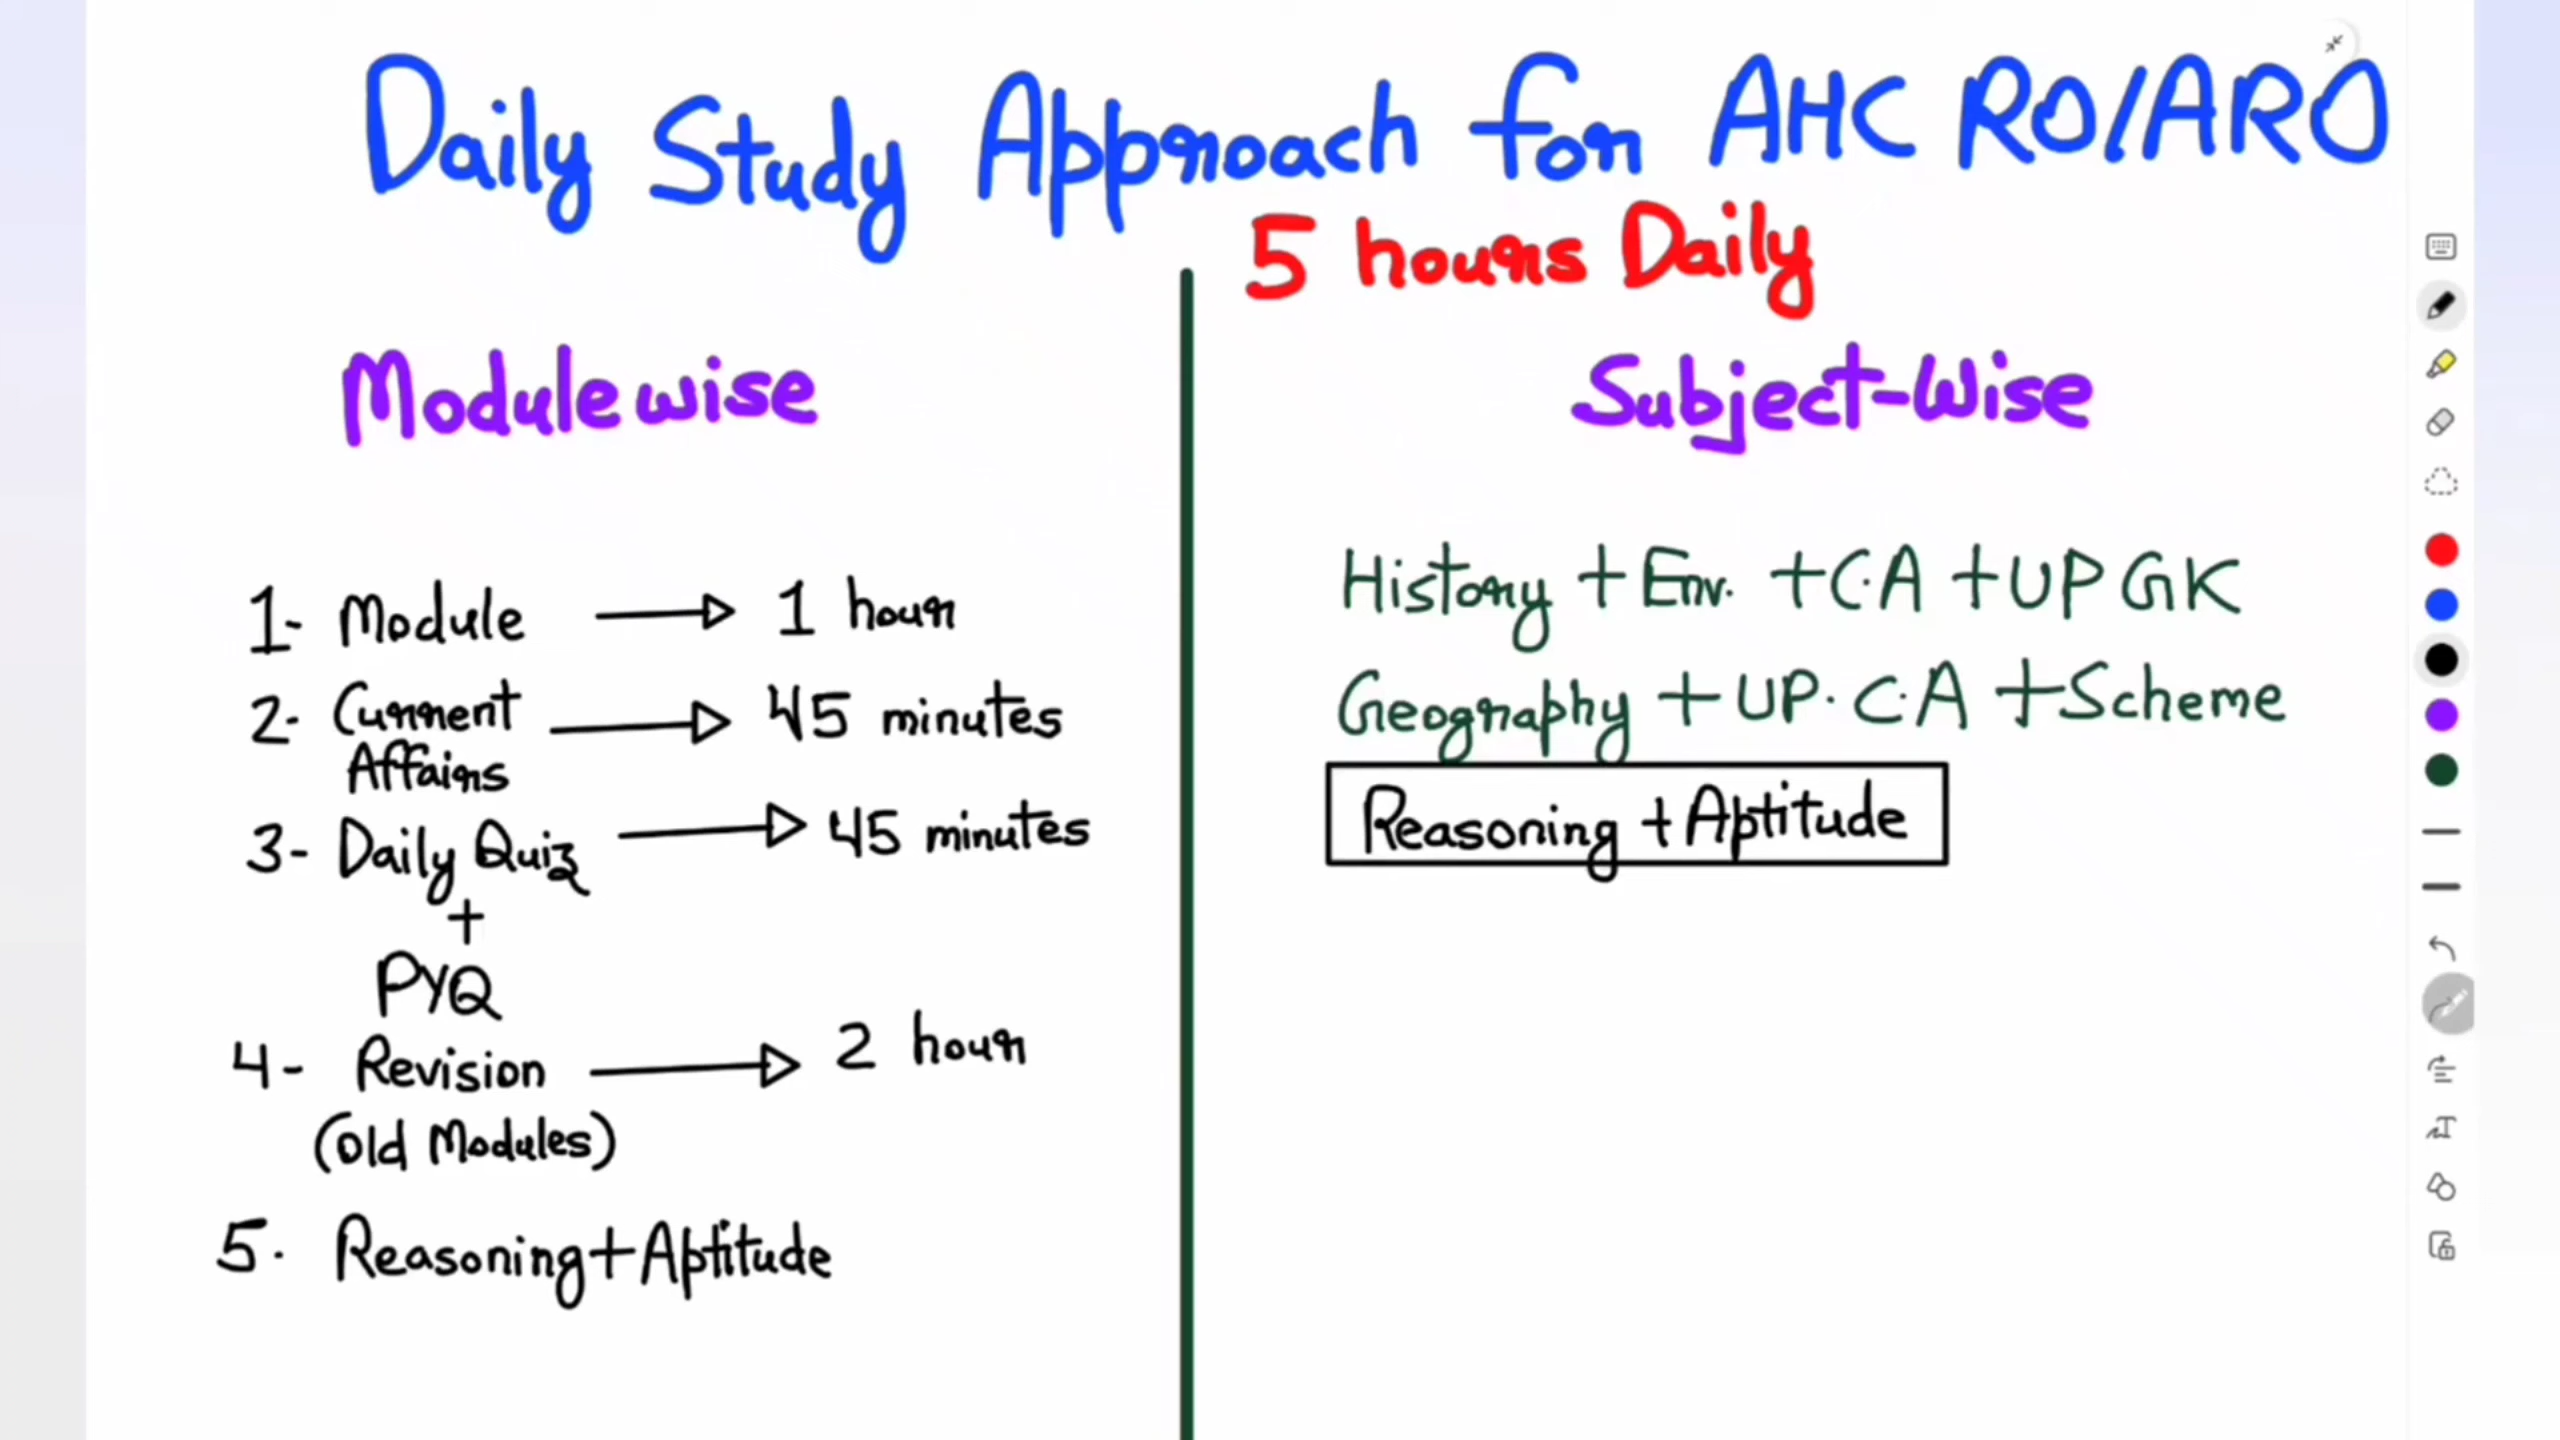 Daily Study Approach for AHC RO/ARO
5 hours Daily
Modulewise
1- Module → 1 hour
2- Current Affairs → 45 minutes
3- Daily Quiz → 45 minutes
+
PYQ
4- Revision → 2 hour
(Old Modules)
5. Reasoning+Aptitude
Subject-Wise
History + Env. + C.A + UP GK
Geography + UP. C.A + Scheme
Reasoning + Aptitude